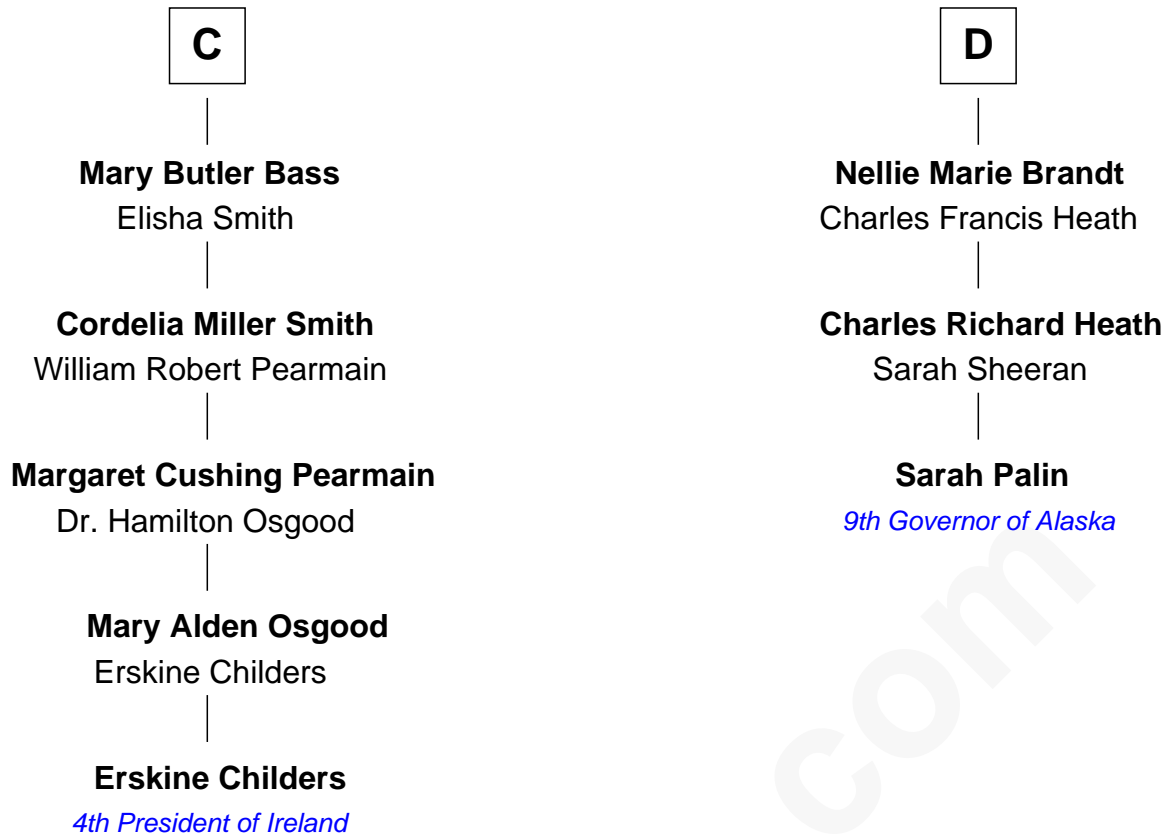 C
Mary Butler Bass
Elisha Smith
Cordelia Miller Smith
William Robert Pearmain
Margaret Cushing Pearmain
Dr. Hamilton Osgood
Mary Alden Osgood
Erskine Childers
Erskine Childers
4th President of Ireland
D
Nellie Marie Brandt
Charles Francis Heath
Charles Richard Heath
Sarah Sheeran
Sarah Palin
9th Governor of Alaska
com